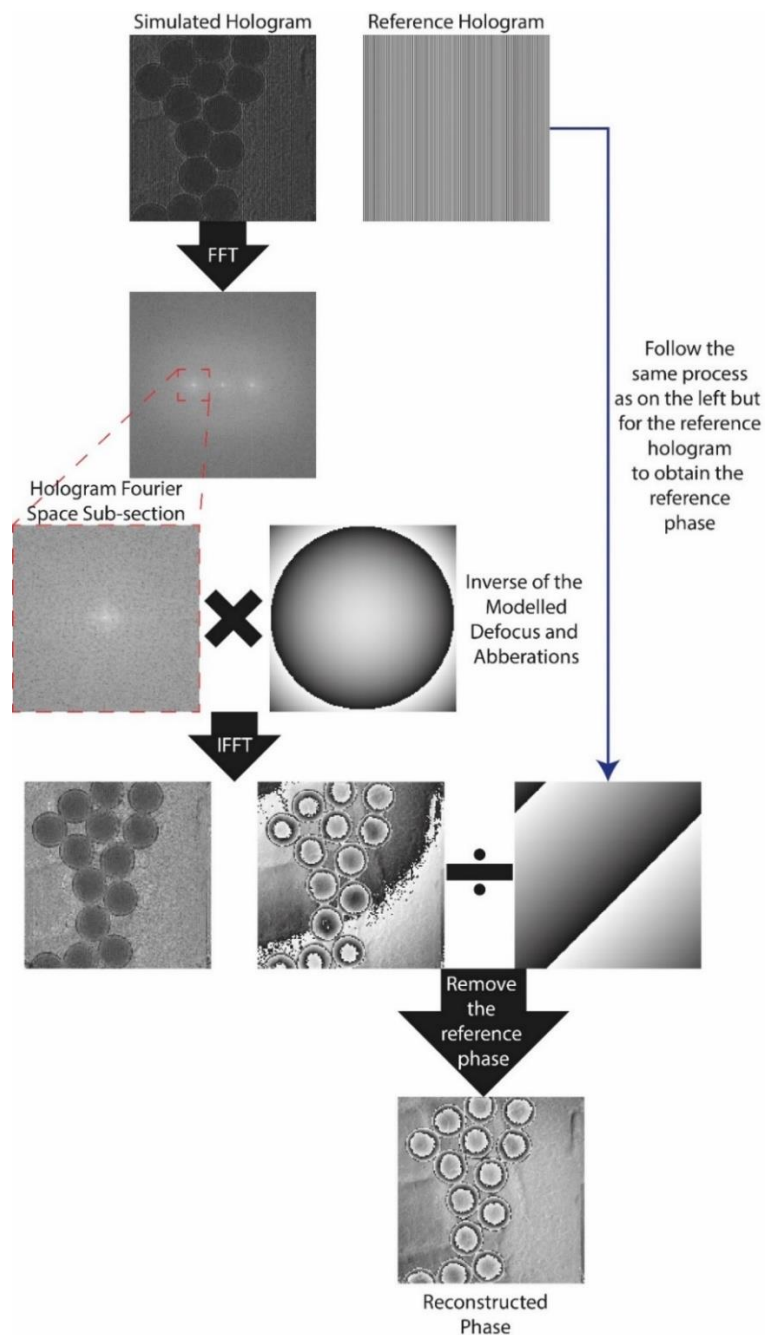 Simulated Hologram
Reference Hologram
FFT
Follow the
same process
as on the left but
for the reference
hologram
to obtain the
reference
phase
Hologram Fourier
Space Sub-section
Inverse of the
Modelled
Defocus and
Abberations
IFFT
Remove
the
reference
phase
Reconstructed
Phase